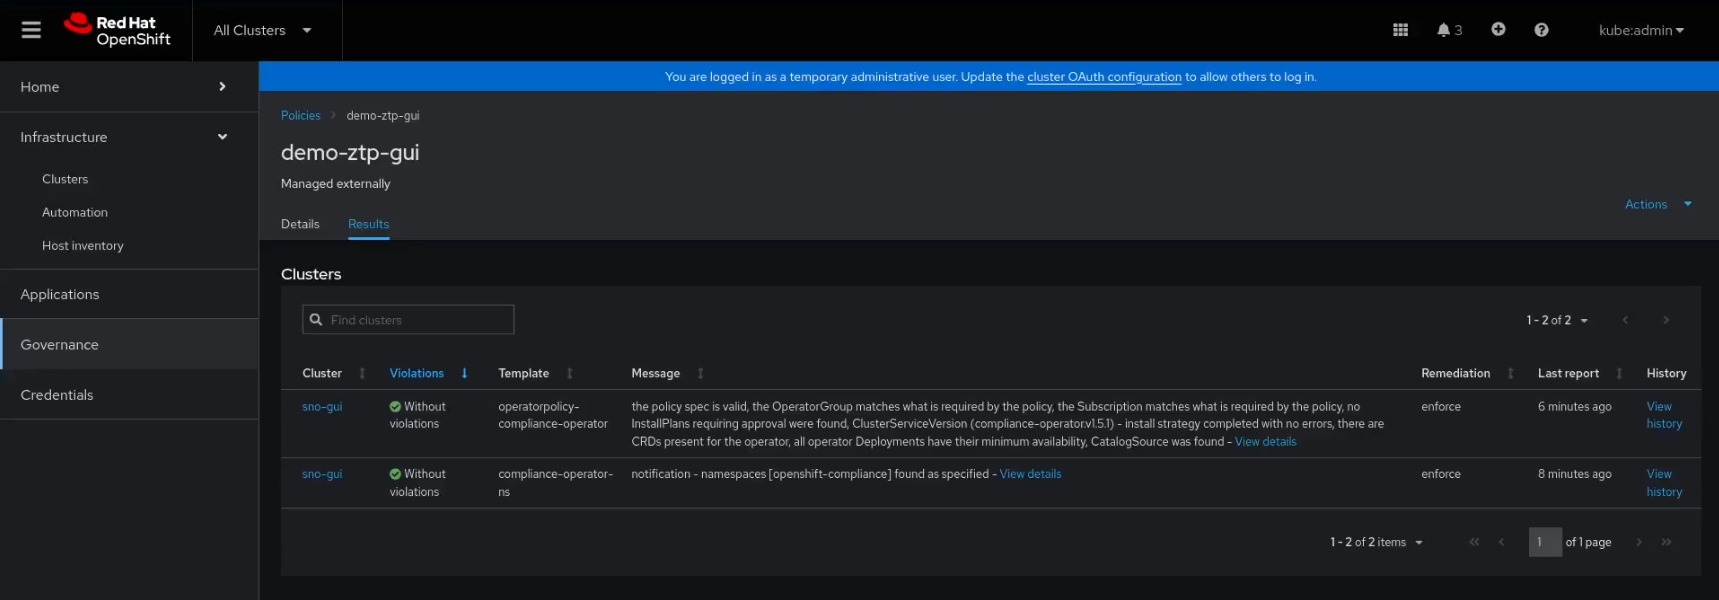 Red Hat
OpenShift
All Clusters
3
kube:admin
You are logged in as a temporary administrative user. Update the cluster OAuth configuration to allow others to log in.
Home
Infrastructure
Clusters
Automation
Host inventory
Applications
Governance
Credentials
Policies > demo-ztp-gui
demo-ztp-gui
Managed externally
Actions
Details Results
Clusters
Find clusters
1 - 2 of 2
Cluster Violations Template Message Remediation Last report History
sno-gui
Without
violations
operatorpolicy-
compliance-operator
the policy spec is valid, the OperatorGroup matches what is required by the policy, the Subscription matches what is required by the policy, no
InstallPlans requiring approval were found, ClusterServiceVersion (compliance-operator.v1.5.1) - install strategy completed with no errors, there are
CRDs present for the operator, all operator Deployments have their minimum availability, CatalogSource was found - View details
enforce
6 minutes ago
View
history
sno-gui
Without
violations
compliance-operator-
ns
notification - namespaces [openshift-compliance] found as specified - View details
enforce
8 minutes ago
View
history
1 - 2 of 2 items
1 of 1 page